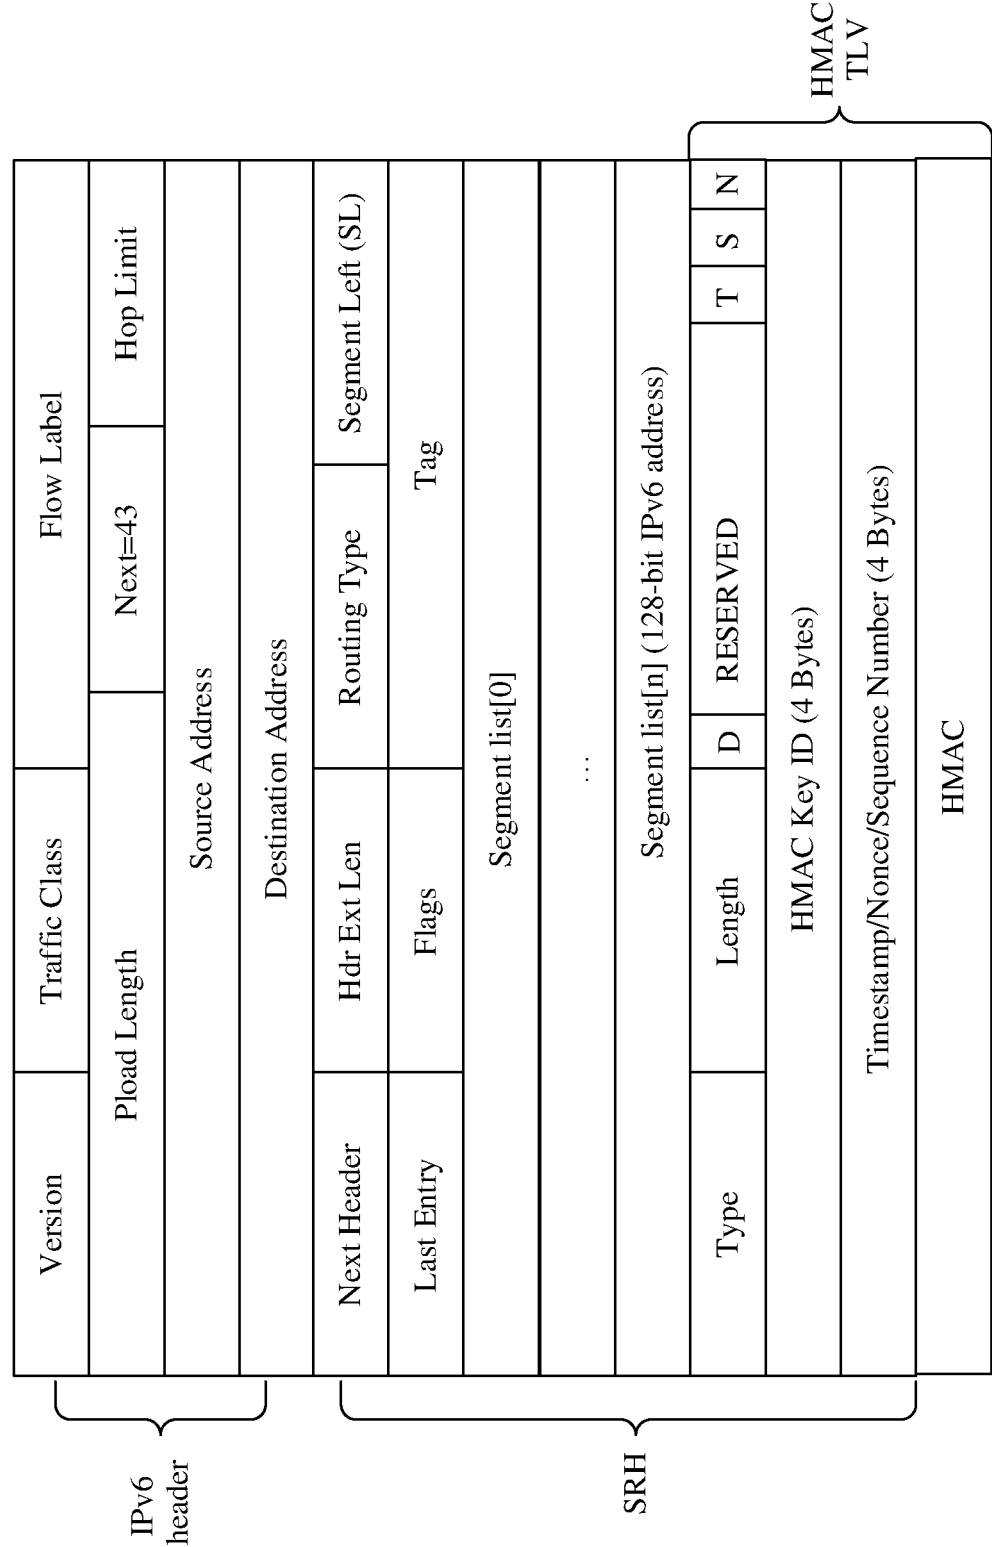 Version Traffic Class Flow Label
Pload Length Next=43 Hop Limit
Source Address
Destination Address
IPv6
header
Next Header Hdr Ext Len Routing Type Segment Left (SL)
Last Entry Flags Tag
Segment list[0]
...
Segment list[n] (128-bit IPv6 address)
SRH
Type Length D RESERVED T S N
HMAC Key ID (4 Bytes)
Timestamp/Nonce/Sequence Number (4 Bytes)
HMAC
HMAC
TLV